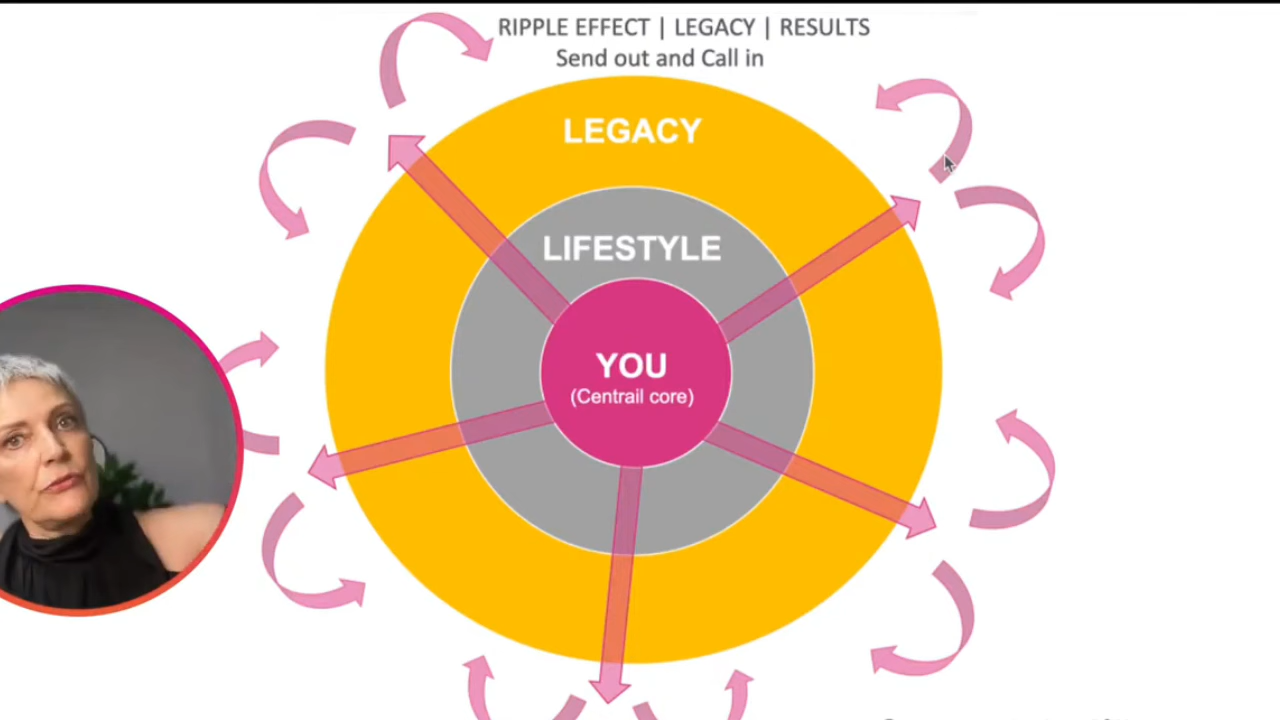 RIPPLE EFFECT | LEGACY | RESULTS
Send out and Call in
LEGACY
LIFESTYLE
YOU
(Centrail core)